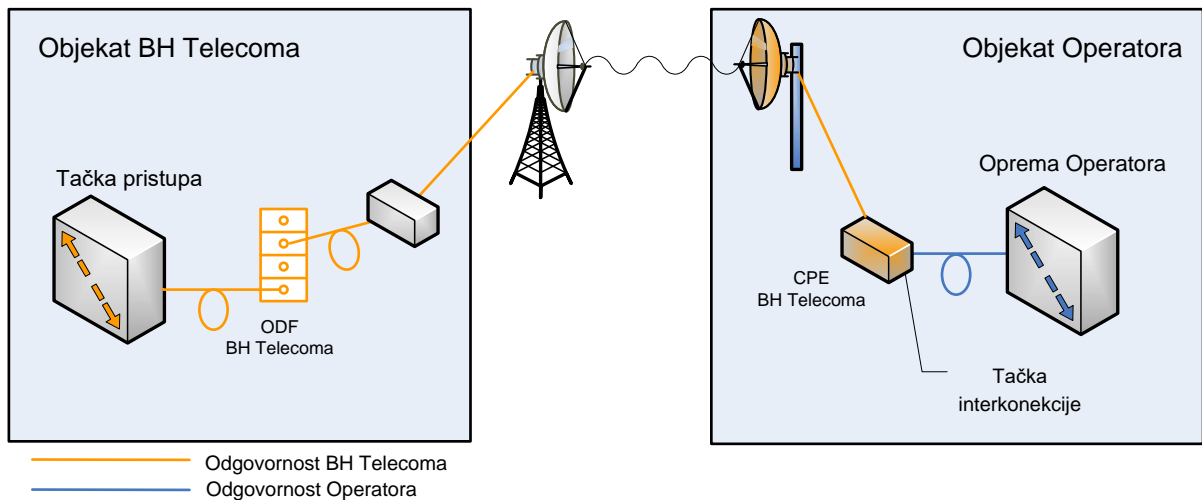 Objekat BH Telecoma
Tačka pristupa
ODF
BH Telecoma
Objekat Operatora
Oprema Operatora
CPE
BH Telecoma
Tačka
interkonekcije
Odgovornost BH Telecoma
Odgovornost Operatora